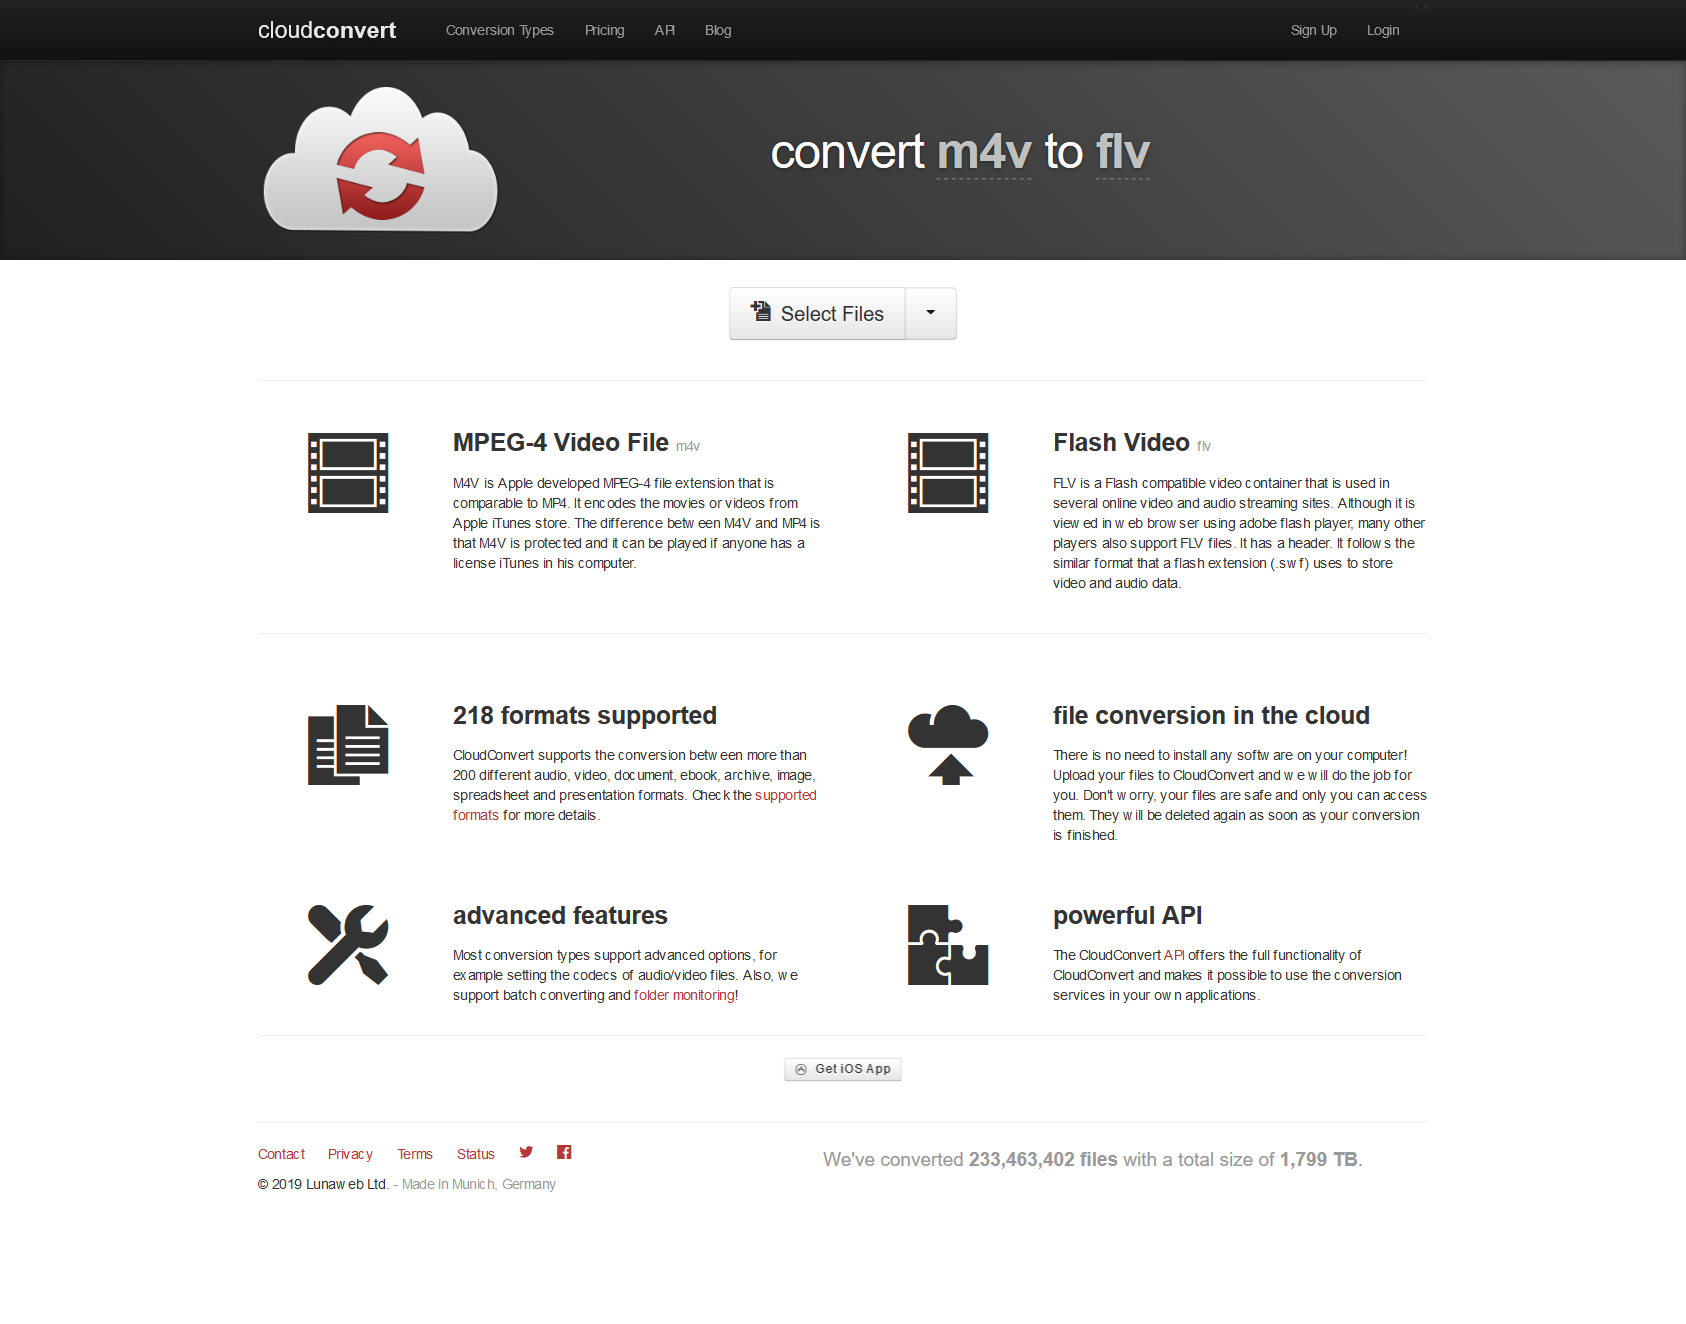 cloudconvert Conversion Types Pricing API Blog Sign Up Login
convert m4v to flv
Select Files
MPEG-4 Video File m4v
M4V is Apple developed MPEG-4 file extension that is
comparable to MP4. It encodes the movies or videos from
Apple iTunes store. The difference between M4V and MP4 is
that M4V is protected and it can be played if anyone has a
license iTunes in his computer.
Flash Video flv
FLV is a Flash compatible video container that is used in
several online video and audio streaming sites. Although it is
viewed in web browser using adobe flash player, many other
players also support FLV files. It has a header. It follows the
similar format that a flash extension (.swf) uses to store
video and audio data.
218 formats supported
CloudConvert supports the conversion between more than
200 different audio, video, document, ebook, archive, image,
spreadsheet and presentation formats. Check the supported
formats for more details.
file conversion in the cloud
There is no need to install any software on your computer!
Upload your files to CloudConvert and we will do the job for
you. Don't worry, your files are safe and only you can access
them. They will be deleted again as soon as your conversion
is finished.
advanced features
Most conversion types support advanced options, for
example setting the codecs of audio/video files. Also, we
support batch converting and folder monitoring!
powerful API
The CloudConvert API offers the full functionality of
CloudConvert and makes it possible to use the conversion
services in your own applications.
Get iOS App
Contact Privacy Terms Status
© 2019 Lunaweb Ltd. - Made in Munich, Germany
We've converted 233,463,402 files with a total size of 1,799 TB.